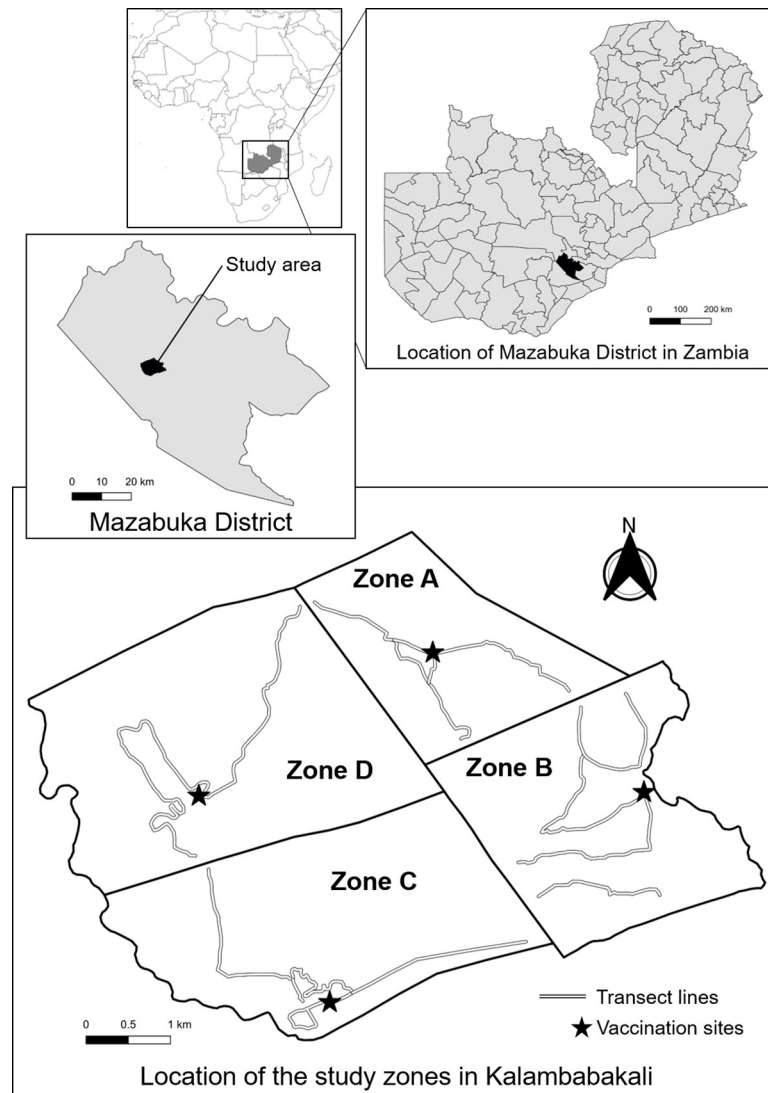 0 100 200 km
Location of Mazabuka District in Zambia
Study area
0 10 20 km
Mazabuka District
N
Zone A
Zone D
Zone B
Zone C
Transect lines
Vaccination sites
0 0.5 1 km
Location of the study zones in Kalambabakali